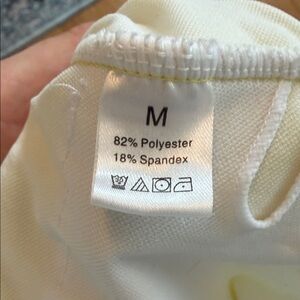 M
82% Polyester
18% Spandex